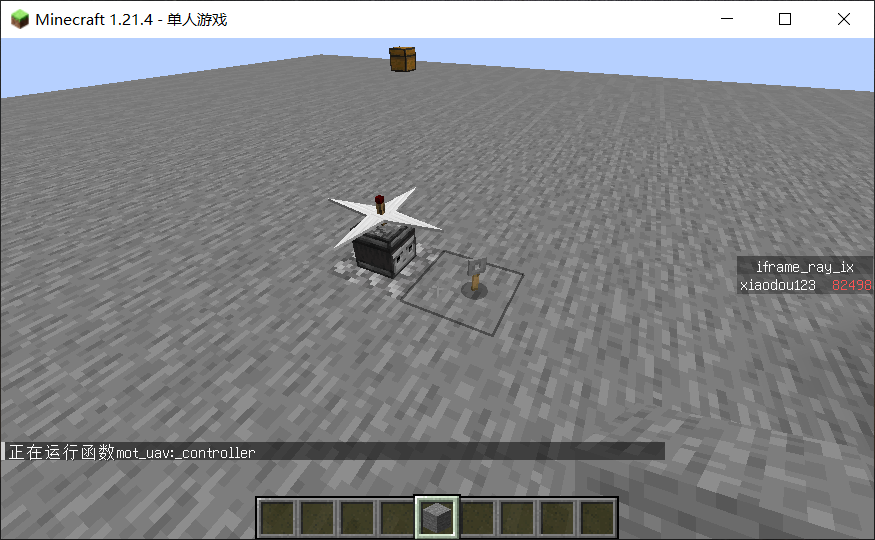 Minecraft 1.21.4 - 单人游戏
iframe_ray_ix
xiaodou123 82498
正在运行函数mot_uav:_controller